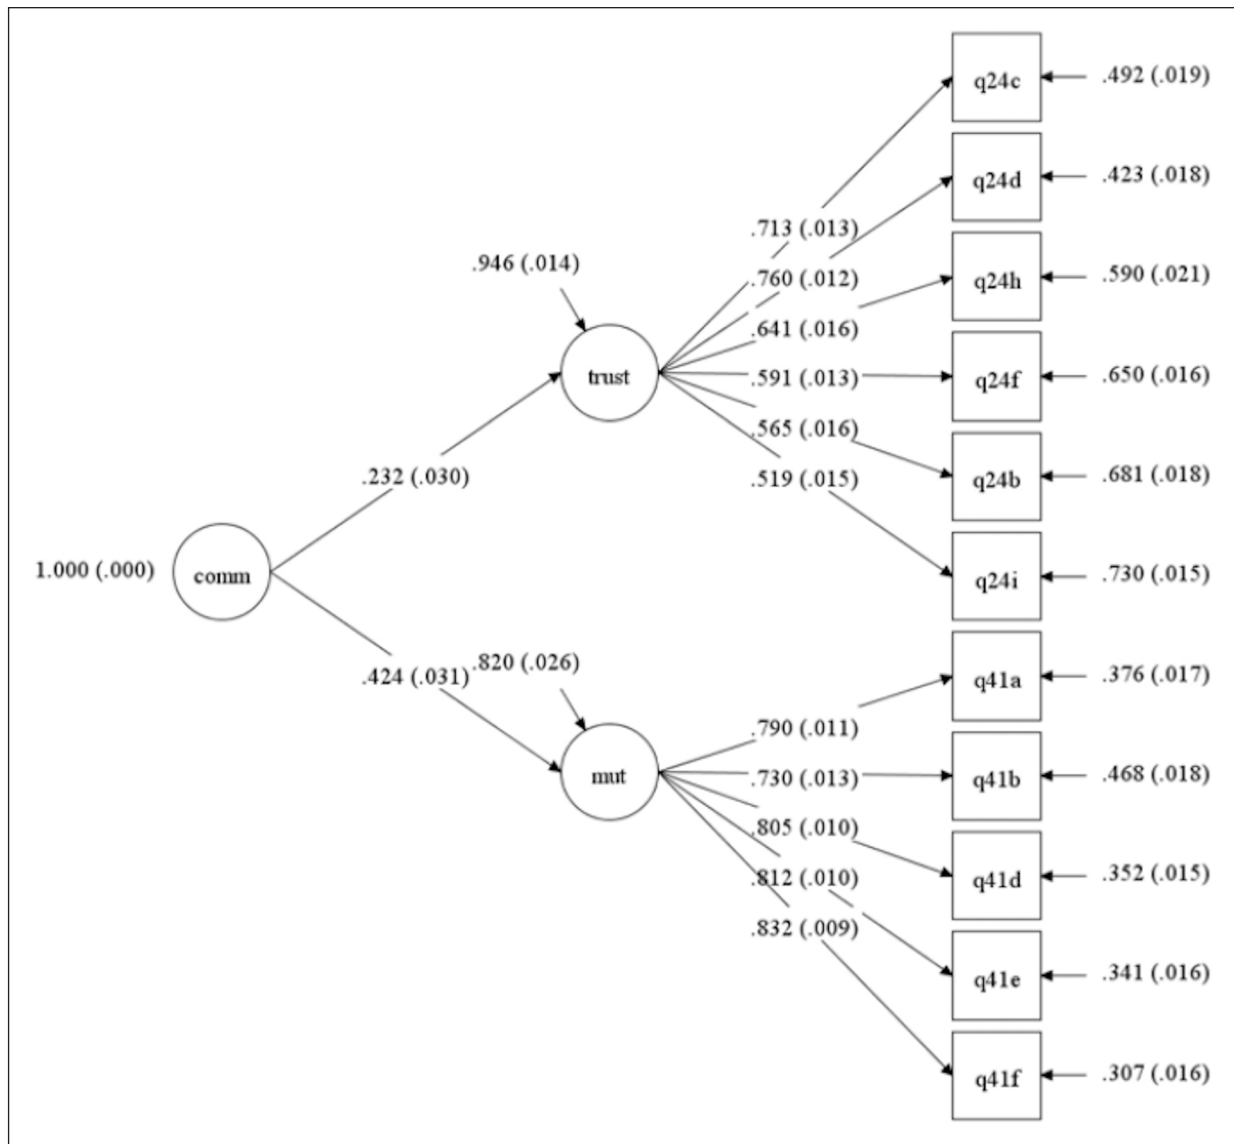 q24c
.492 (.019)
q24d
.423 (.018)
.713 (.013)
.946 (.014)
.760 (.012)
q24h
.590 (.021)
.641 (.016)
trust
.591 (.013)
q24f
.650 (.016)
.565 (.016)
.232 (.030)
.519 (.015)
q24b
.681 (.018)
1.000 (.000)
comm
q24i
.730 (.015)
.424 (.031)
.820 (.026)
q41a
.376 (.017)
.790 (.011)
mut
.730 (.013)
q41b
.468 (.018)
.805 (.010)
.812 (.010)
q41d
.352 (.015)
.832 (.009)
q41e
.341 (.016)
q41f
.307 (.016)